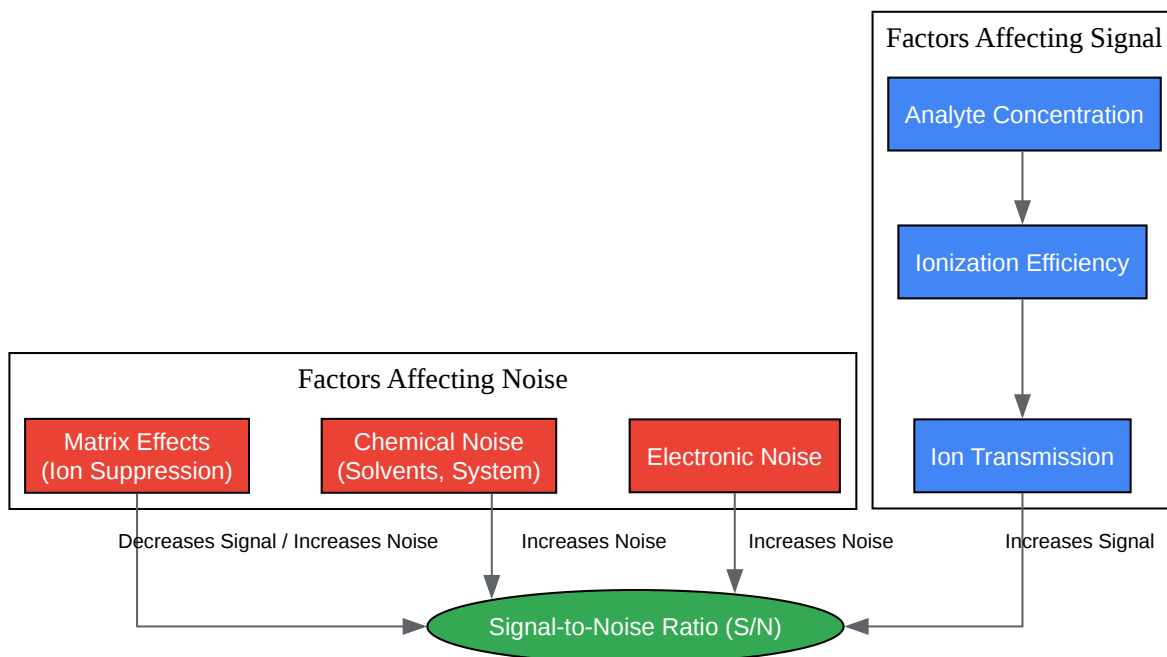 Factors Affecting Signal
Analyte Concentration
Ionization Efficiency
Ion Transmission
Factors Affecting Noise
Matrix Effects
(Ion Suppression)
Chemical Noise
(Solvents, System)
Electronic Noise
Decreases Signal / Increases Noise
Increases Noise
Increases Noise
Increases Signal
Signal-to-Noise Ratio (S/N)